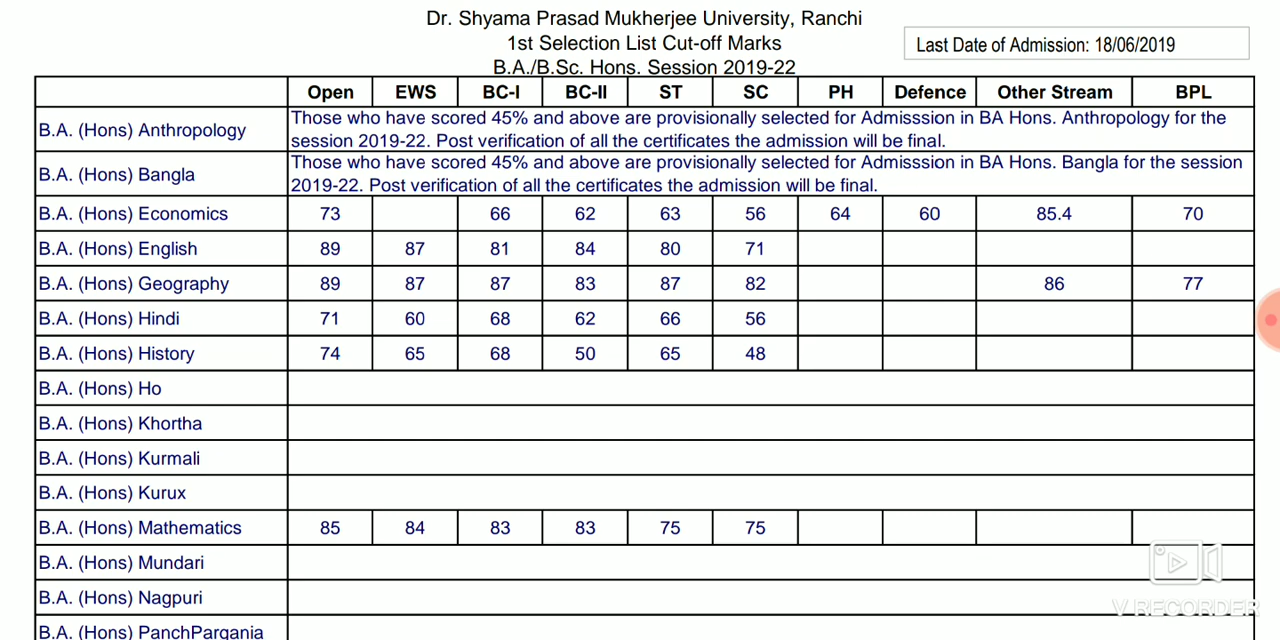 Dr. Shyama Prasad Mukherjee University, Ranchi
1st Selection List Cut-off Marks
Last Date of Admission: 18/06/2019
B.A./B.Sc. Hons. Session 2019-22
Open EWS BC-I BC-II ST SC PH Defence Other Stream BPL
B.A. (Hons) Anthropology Those who have scored 45% and above are provisionally selected for Admisssion in BA Hons. Anthropology for the
session 2019-22. Post verification of all the certificates the admission will be final.
B.A. (Hons) Bangla Those who have scored 45% and above are provisionally selected for Admisssion in BA Hons. Bangla for the session
2019-22. Post verification of all the certificates the admission will be final.
B.A. (Hons) Economics 73 66 62 63 56 64 60 85.4 70
B.A. (Hons) English 89 87 81 84 80 71
B.A. (Hons) Geography 89 87 87 83 87 82 86 77
B.A. (Hons) Hindi 71 60 68 62 66 56
B.A. (Hons) History 74 65 68 50 65 48
B.A. (Hons) Ho
B.A. (Hons) Khortha
B.A. (Hons) Kurmali
B.A. (Hons) Kurux
B.A. (Hons) Mathematics 85 84 83 83 75 75
B.A. (Hons) Mundari
B.A. (Hons) Nagpuri
V RECORDER
B.A. (Hons) PanchPargania